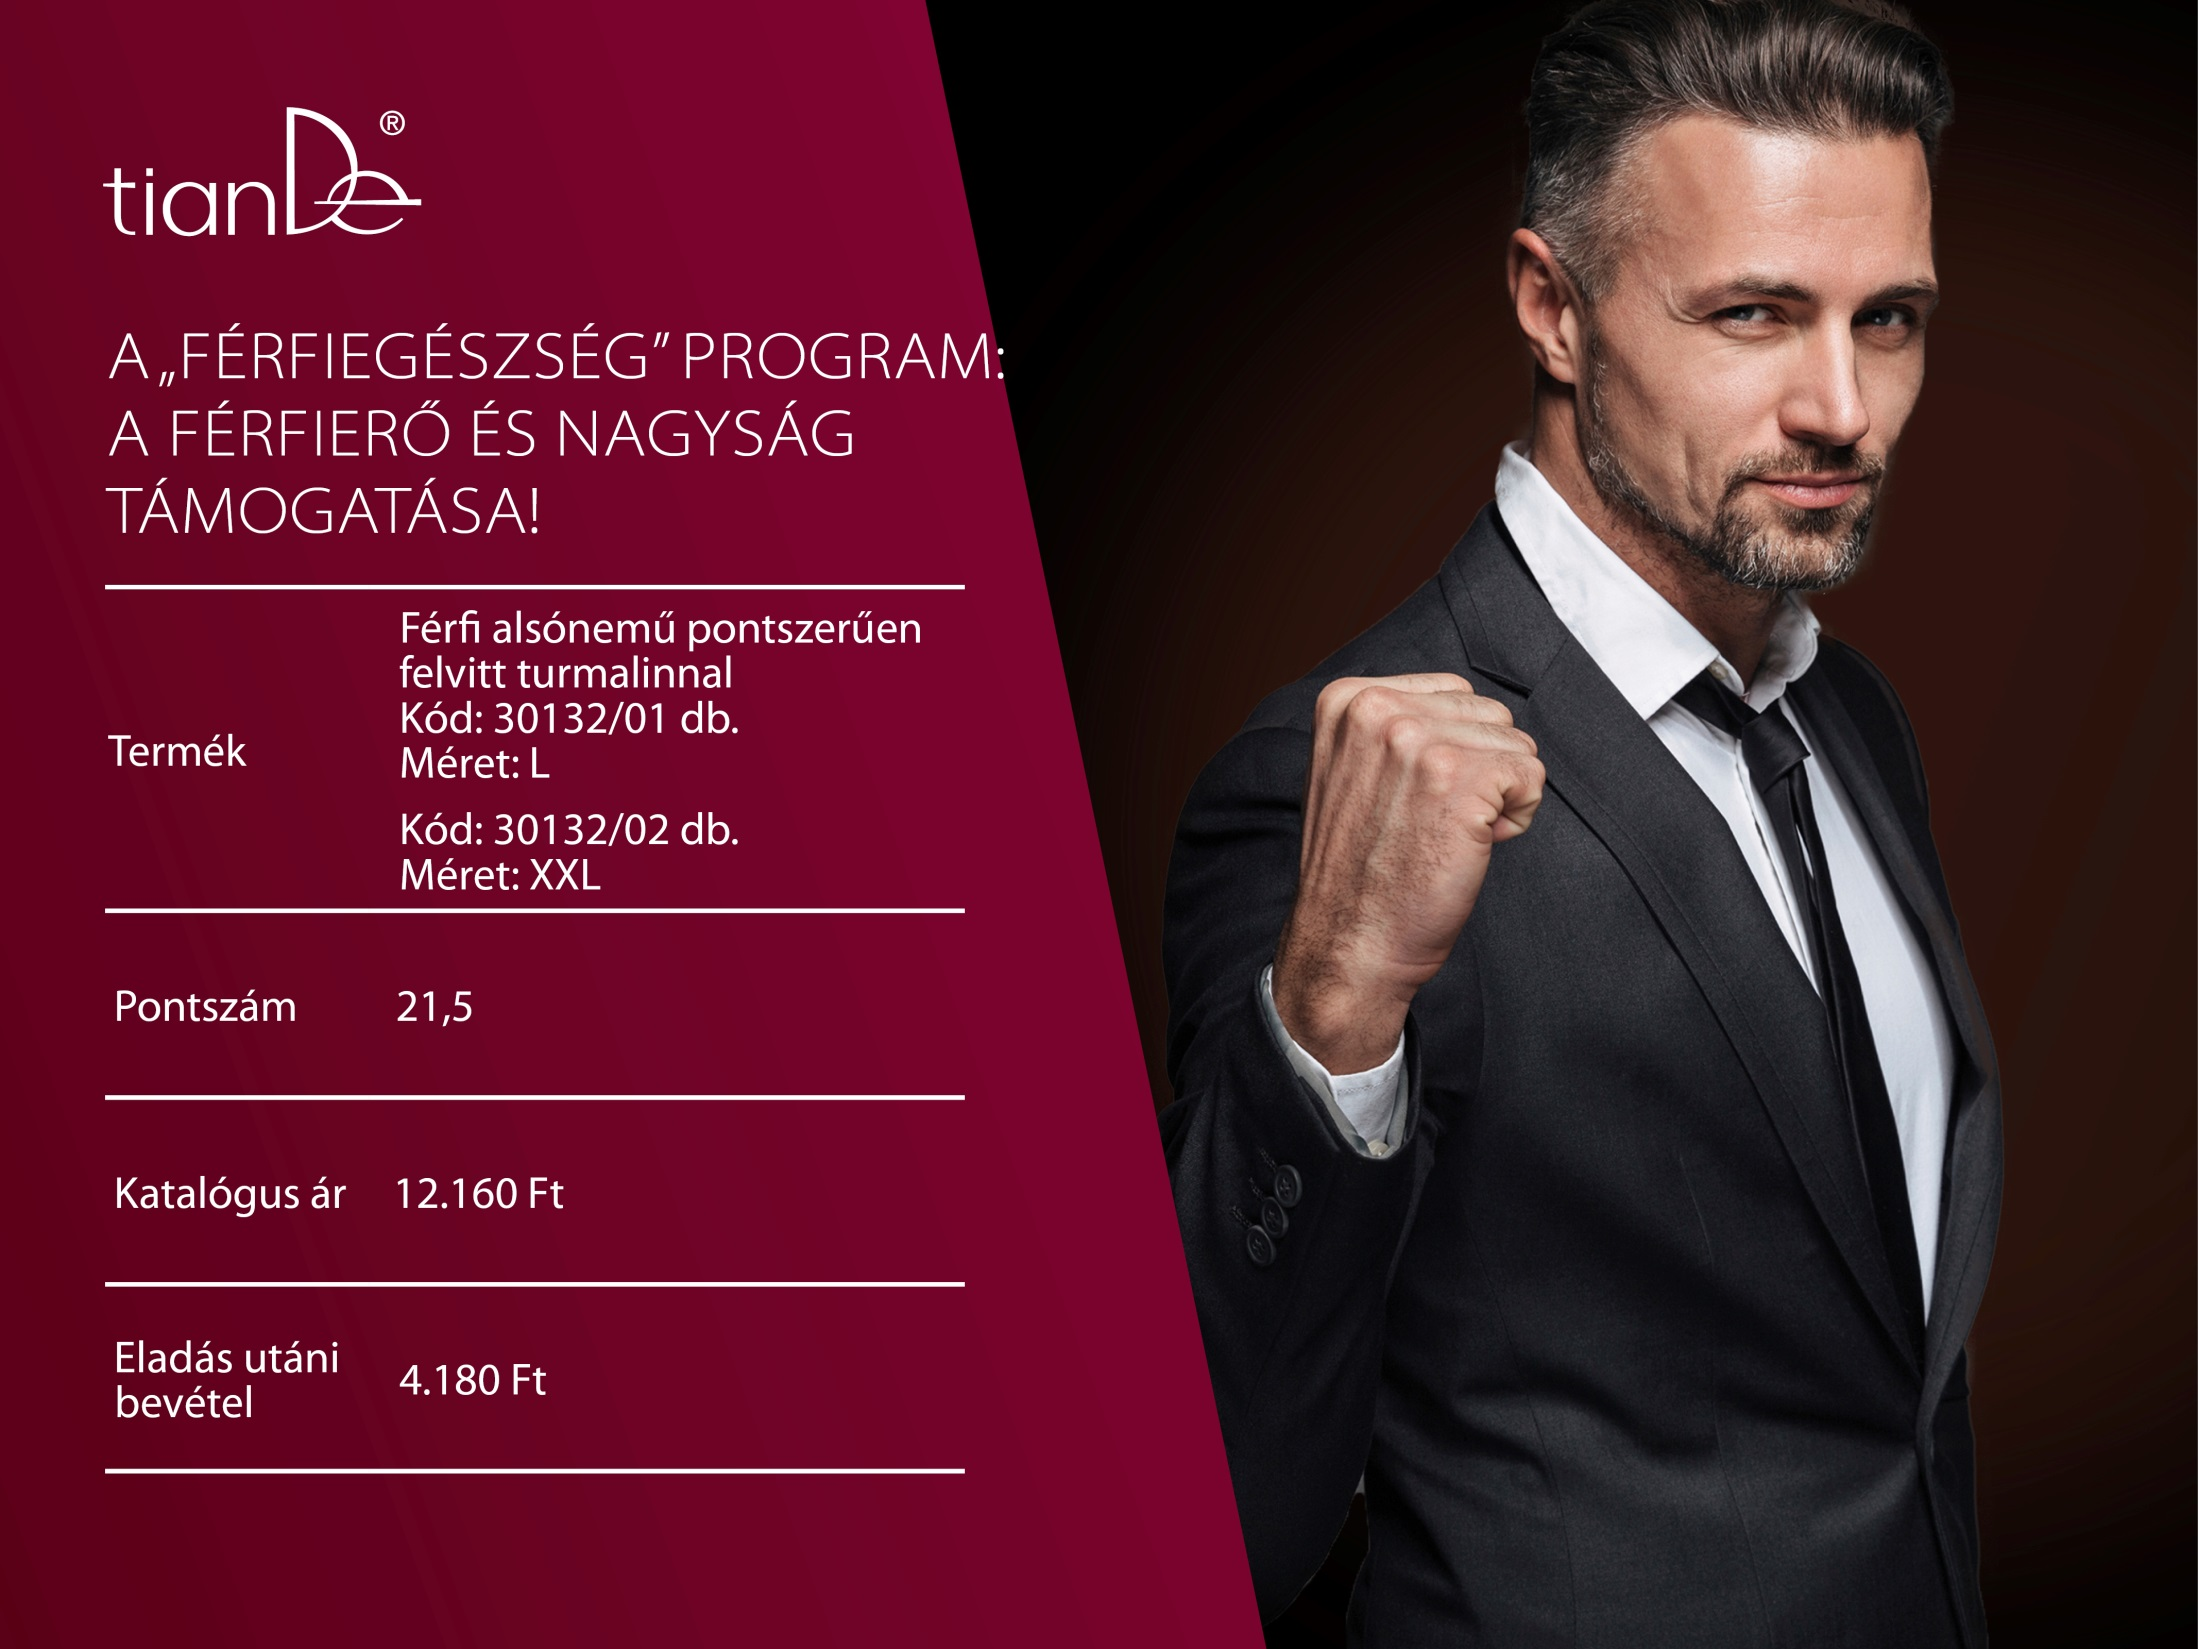 tianDe®
A „FÉRFIEGÉSZSÉG” PROGRAM:
A FÉRFIERŐ ÉS NAGYSÁG
TÁMOGATÁSA!
Termék
Férfi alsónemű pontszerűen
felvitt turmalinnal
Kód: 30132/01 db.
Méret: L
Kód: 30132/02 db.
Méret: XXL
Pontszám 21,5
Katalógus ár 12.160 Ft
Eladás utáni
bevétel
4.180 Ft